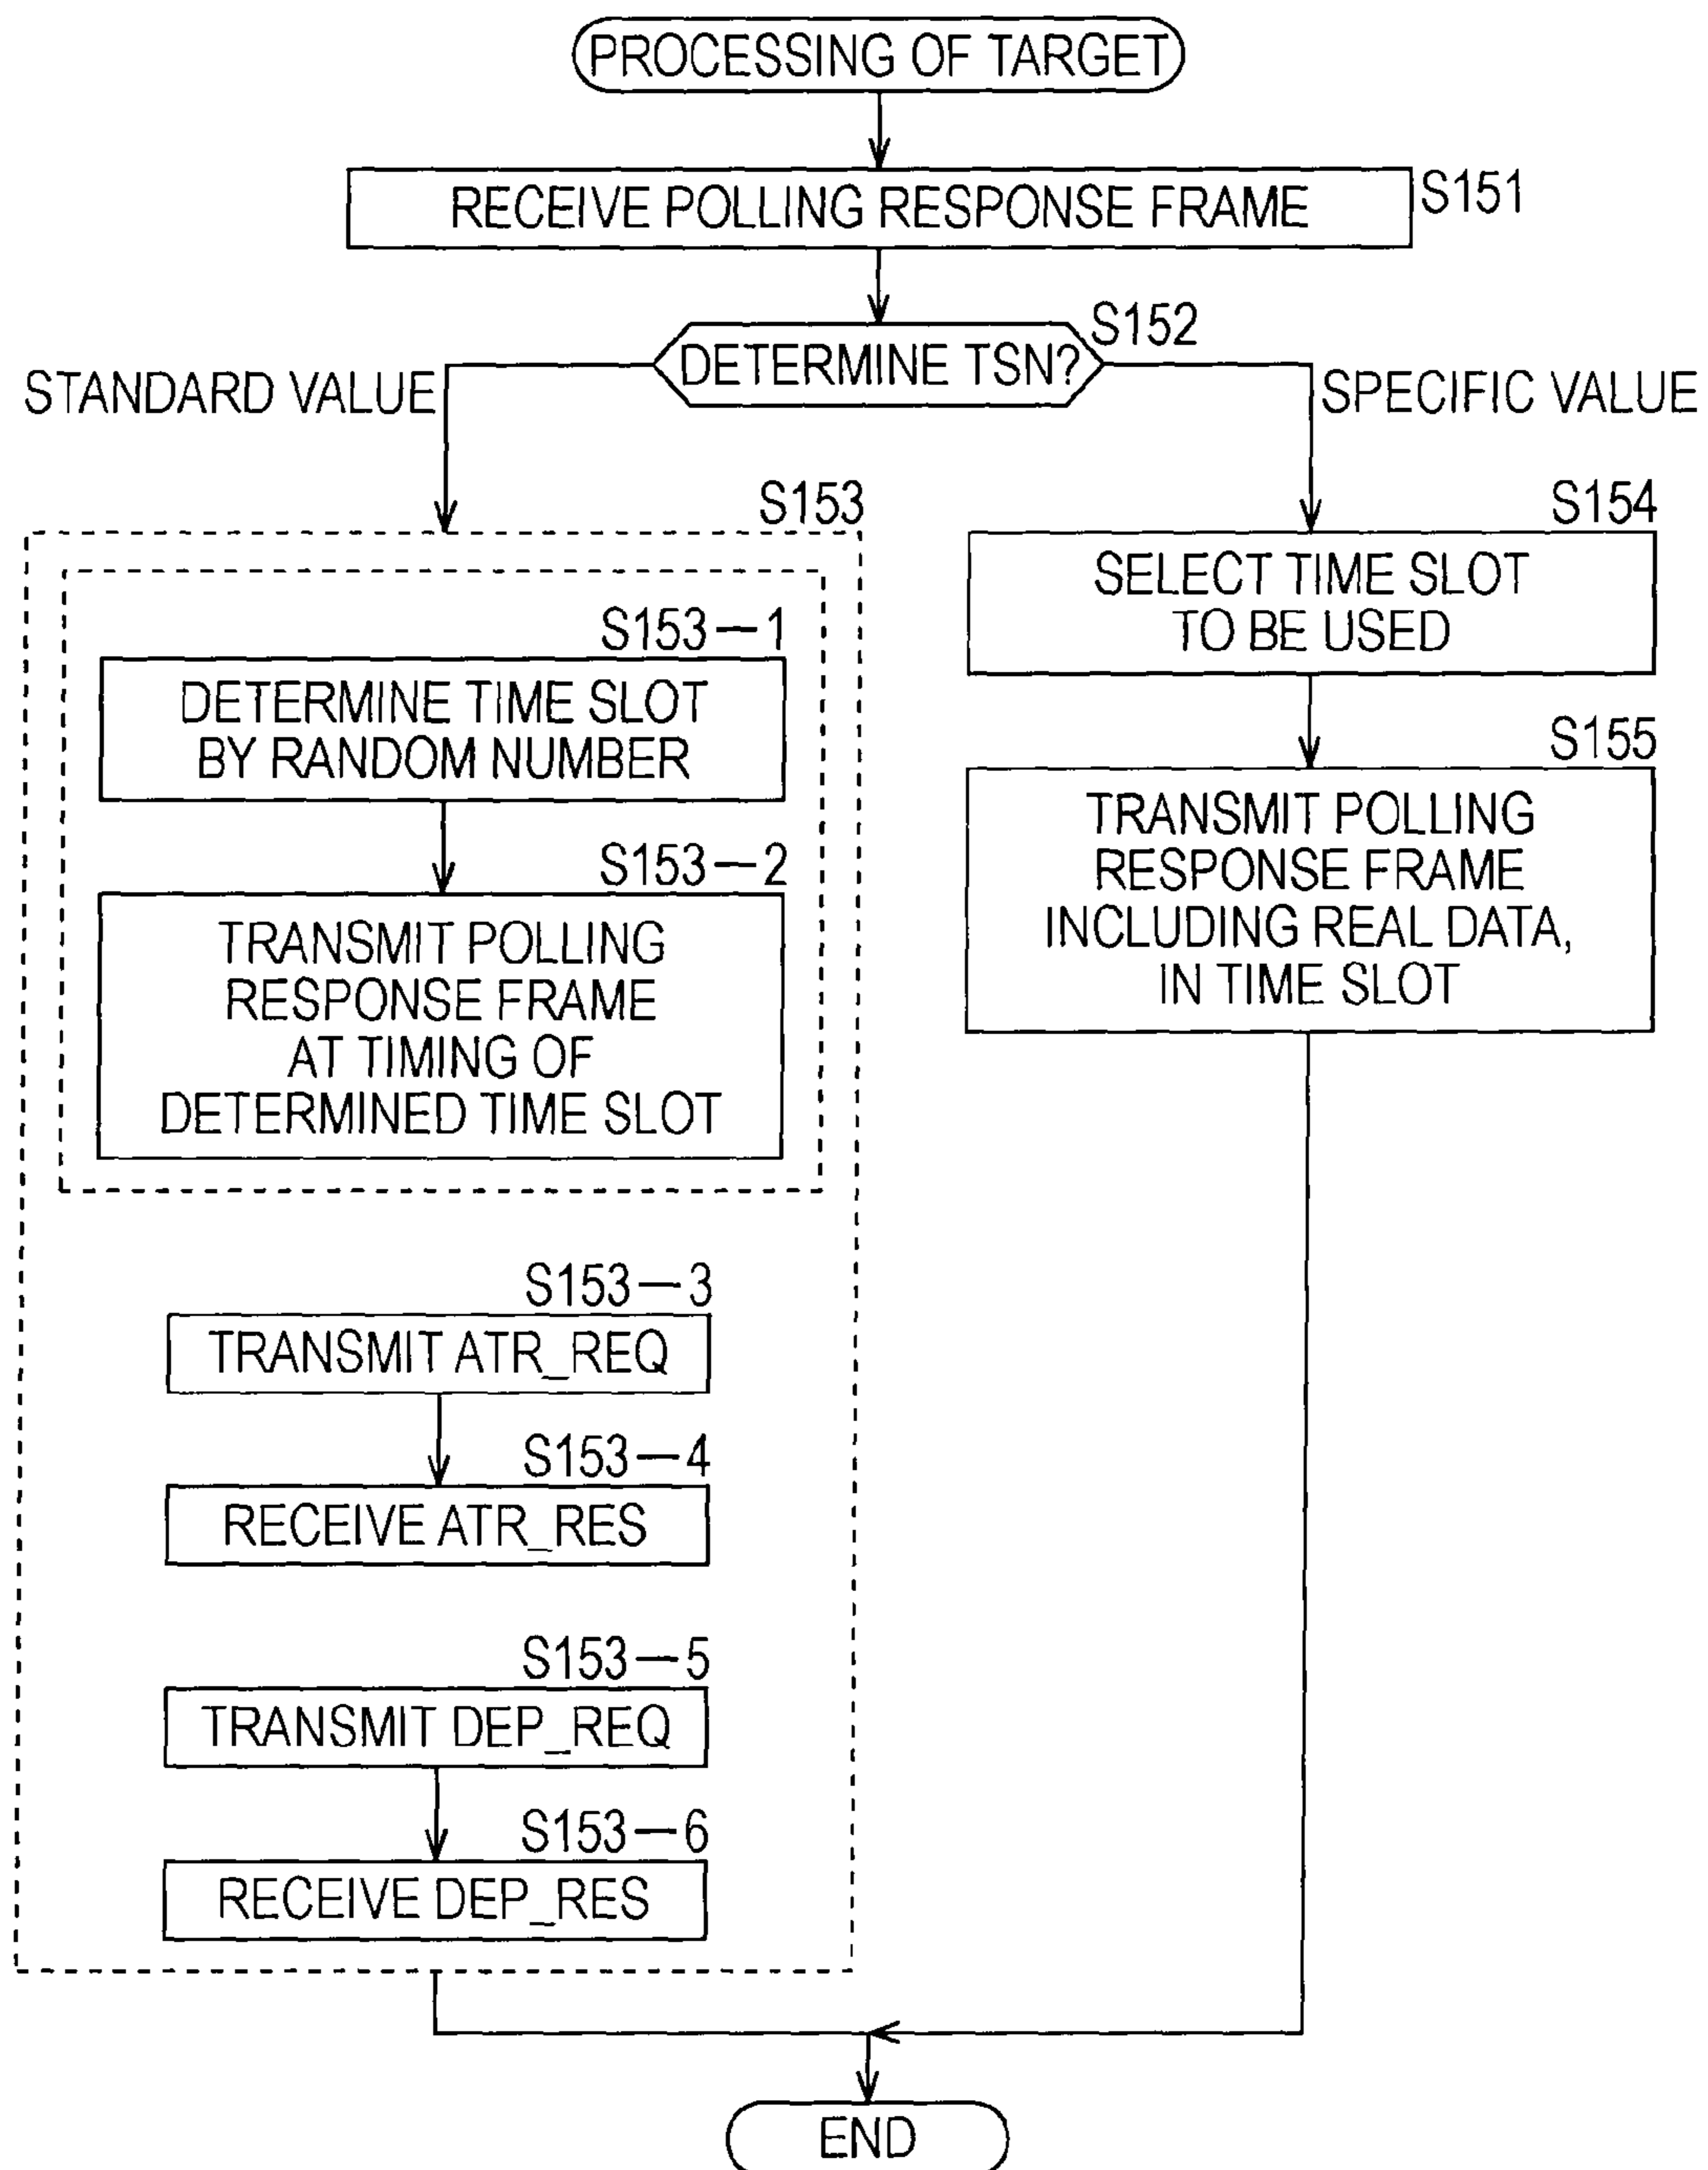 PROCESSING OF TARGET
RECEIVE POLLING RESPONSE FRAME
S151
DETERMINE TSN?
S152
STANDARD VALUE
SPECIFIC VALUE
S153
S153-1
DETERMINE TIME SLOT
BY RANDOM NUMBER
S153-2
TRANSMIT POLLING
RESPONSE FRAME
AT TIMING OF
DETERMINED TIME SLOT
S153-3
TRANSMIT ATR_REQ
S153-4
RECEIVE ATR_RES
S153-5
TRANSMIT DEP_REQ
S153-6
RECEIVE DEP_RES
S154
SELECT TIME SLOT
TO BE USED
S155
TRANSMIT POLLING
RESPONSE FRAME
INCLUDING REAL DATA,
IN TIME SLOT
END